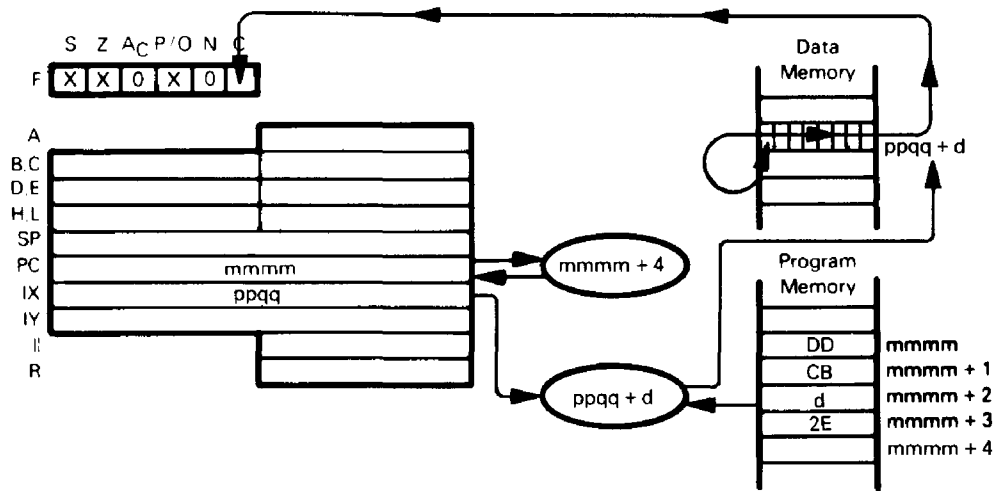 S Z AC P/O N C
F X X 0 X 0
Data
Memory
ppqq + d
A
B,C
D,E
H,L
SP
PC mmmm
mmmm + 4
IX ppqq
IY
R
ppqq + d
Program
Memory
DD mmmm
CB mmmm + 1
d mmmm + 2
2E mmmm + 3
mmmm + 4